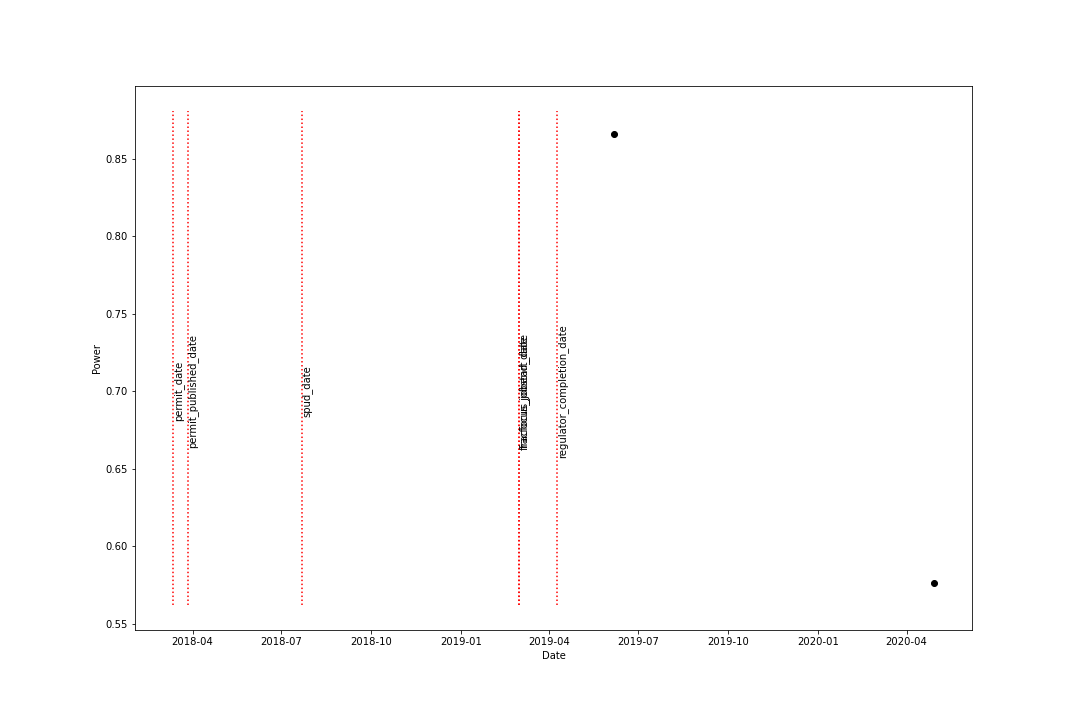 0.85
0.80
0.75
0.70
0.65
0.60
0.55
Power
permit_date
permit_published_date
spud_date
regulator_completion_date
2018-04
2018-07
2018-10
2019-01
2019-04
2019-07
2019-10
2020-01
2020-04
Date